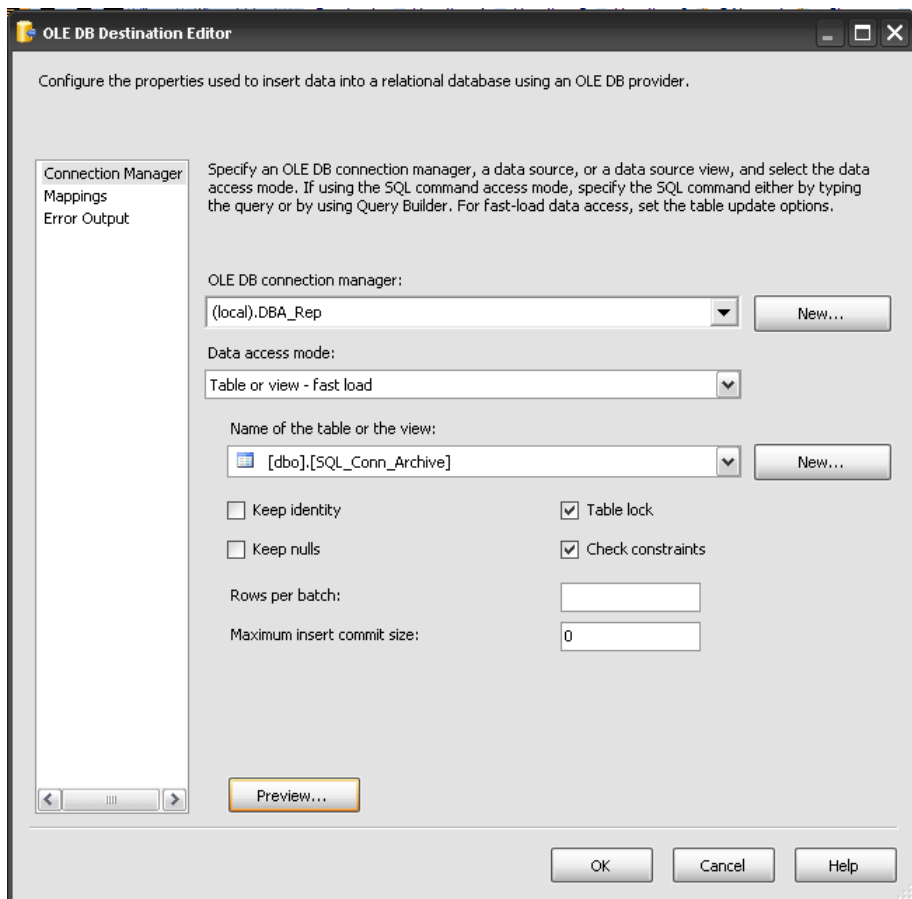 OLE DB Destination Editor
Configure the properties used to insert data into a relational database using an OLE DB provider.
Connection Manager
Mappings
Error Output
Specify an OLE DB connection manager, a data source, or a data source view, and select the data
access mode. If using the SQL command access mode, specify the SQL command either by typing
the query or by using Query Builder. For fast-load data access, set the table update options.
OLE DB connection manager:
(local).DBA_Rep
New...
Data access mode:
Table or view - fast load
Name of the table or the view:
[dbo].[SQL_Conn_Archive]
New...
Keep identity
Table lock
Keep nulls
Check constraints
Rows per batch:
Maximum insert commit size:
0
Preview...
OK
Cancel
Help